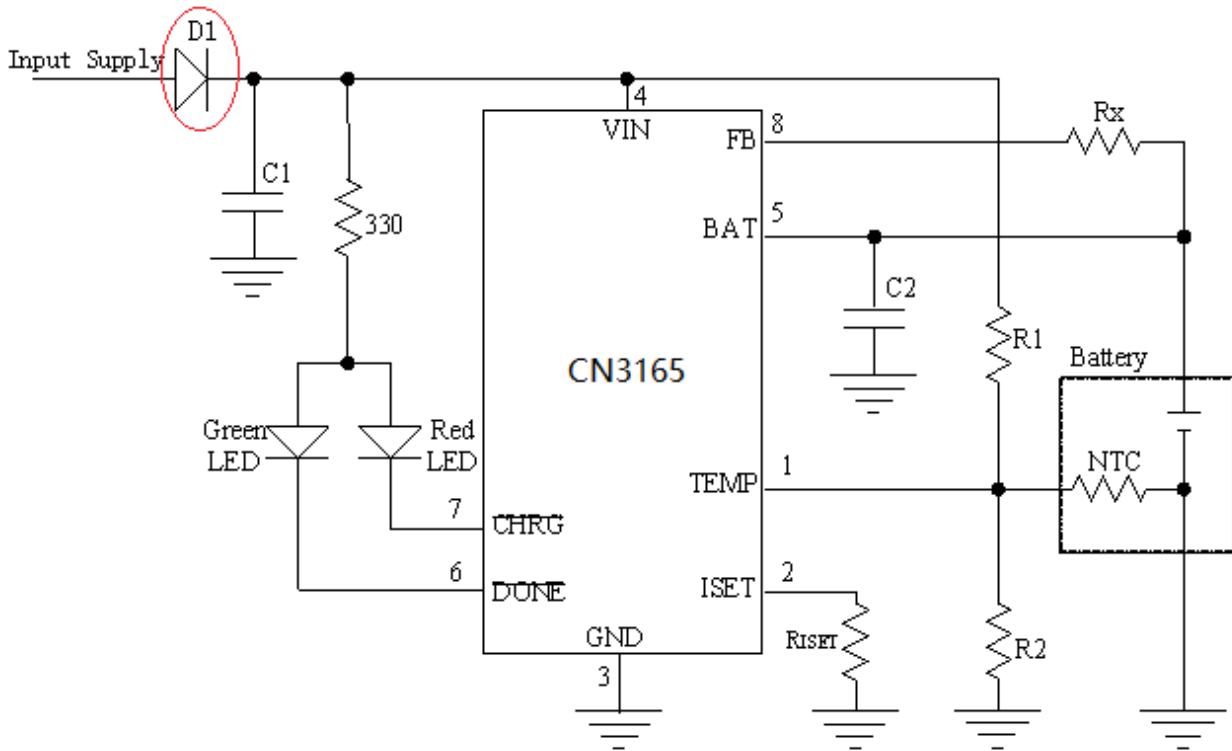 D1
Input Supply
4
VIN
8
FB
Rx
C1
330
5
BAT
C2
R1
CN3165
Battery
Green
LED
Red
LED
1
TEMP
NTC
7
CHRG
6
DONE
2
ISET
RISET
R2
GND
3